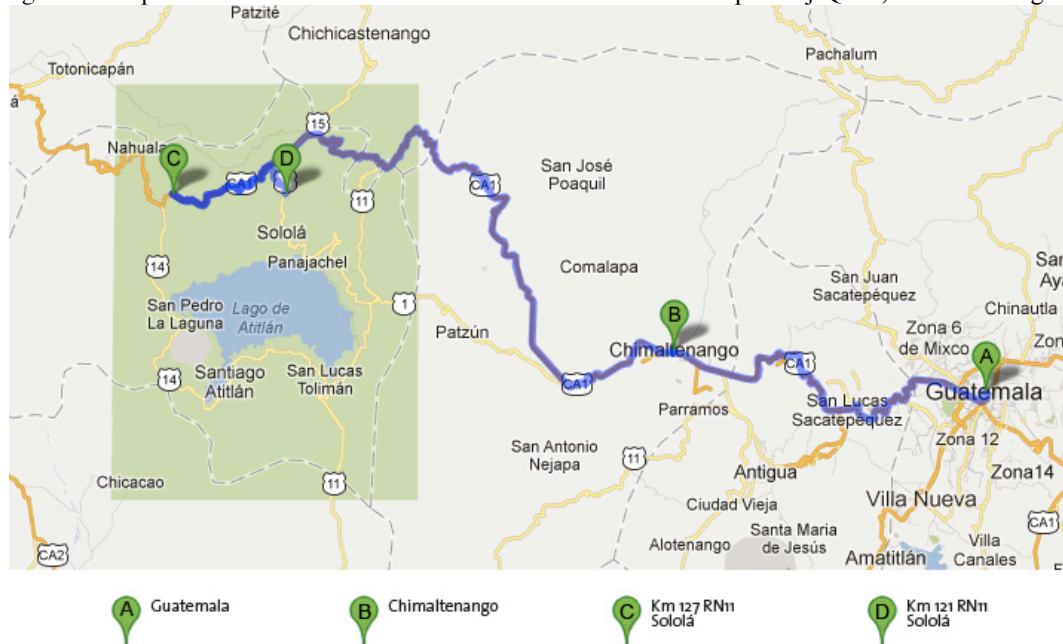 Patzité
Chichicastenango
Pachalum
Totonicapán
á
15
Nahuala
C
D
San José
Poaquil
CA1
CA1
11
Sololá
Panajachel
14
Comalapa
San Juan
Sacatepéquez
San
Aya
Chinautla
San Pedro
La Laguna
Lago de
Atitlán
1
Patzún
B
Chimaltenango
Zona 6
de Mixco
Zon
A
CA1
Guatemala
14
Santiago
Atitlán
San Lucas
Tolimán
CA1
San Lucas
Sacatepéquez
Parramos
San Antonio
Nejapa
11
Zona 12
Antigua
Zona14
Chicacao
11
Ciudad Vieja
Villa Nueva
CA1
CA2
Alotenango
Santa Maria
de Jesús
Villa
Canales
Amatitlán
A Guatemala
B Chimaltenango
C Km 127 RN11
Sololá
D Km 121 RN11
Sololá